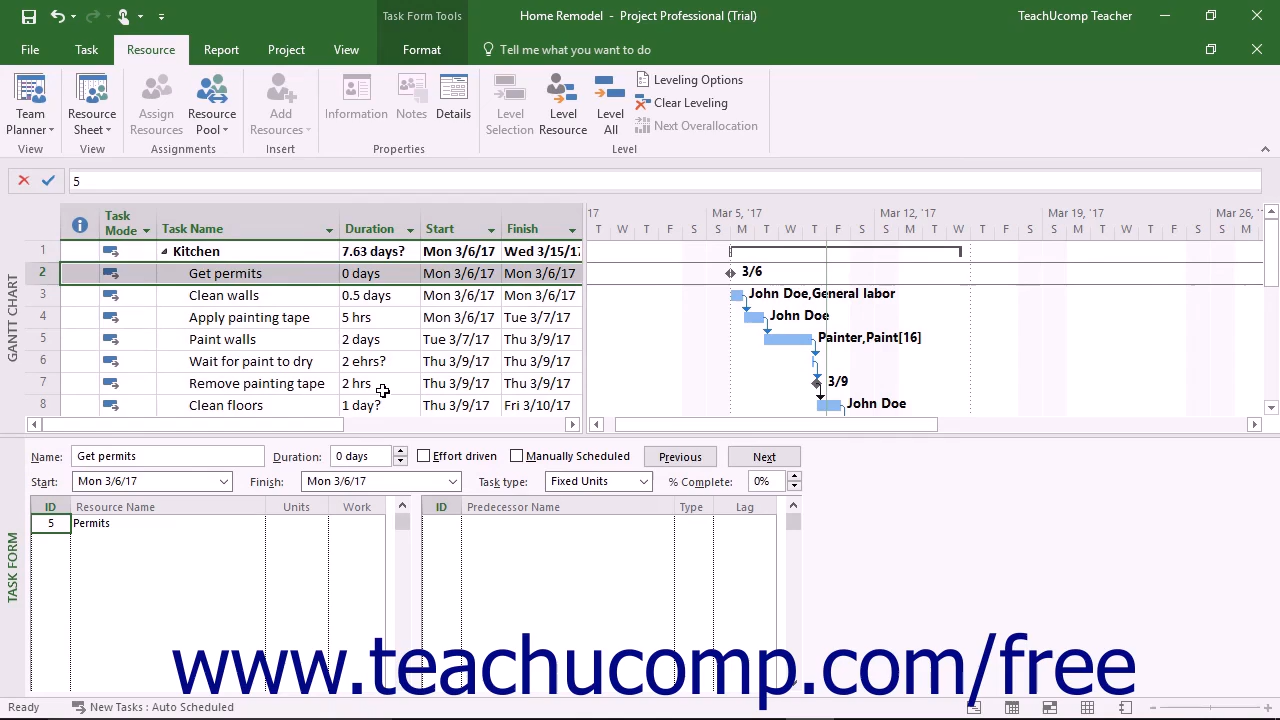 Task Form Tools
Home Remodel - Project Professional (Trial)
TeachUcomp Teacher
File Task Resource Report Project View Format Tell me what you want to do
Team Planner
Resource Sheet
Assign Resources
Resource Pool
Add Resources
Information
Notes
Details
Level Selection
Level Resource
Level All
Leveling Options
Clear Leveling
Next Overallocation
View View Assignments Insert Properties Level
5
GANTT CHART
Task Mode Task Name Duration Start Finish
17 Mar 5, '17 Mar 12, '17 Mar 19, '17 Mar 26, '1
T W T F S S M T W T F S S M T W T F S S M T W T F S S M
1 Kitchen 7.63 days? Mon 3/6/17 Wed 3/15/17
2 Get permits 0 days Mon 3/6/17 Mon 3/6/17 3/6
3 Clean walls 0.5 days Mon 3/6/17 Mon 3/6/17 John Doe,General labor
4 Apply painting tape 5 hrs Mon 3/6/17 Tue 3/7/17 John Doe
5 Paint walls 2 days Tue 3/7/17 Thu 3/9/17 Painter,Paint[16]
6 Wait for paint to dry 2 ehrs? Thu 3/9/17 Thu 3/9/17
7 Remove painting tape 2 hrs Thu 3/9/17 Thu 3/9/17 3/9
8 Clean floors 1 day? Thu 3/9/17 Fri 3/10/17 John Doe
TASK FORM
Name: Get permits Duration: 0 days Effort driven Manually Scheduled Previous Next
Start: Mon 3/6/17 Finish: Mon 3/6/17 Task type: Fixed Units % Complete: 0%
ID Resource Name Units Work ID Predecessor Name Type Lag
5 Permits
www.teachucomp.com/free
Ready New Tasks : Auto Scheduled